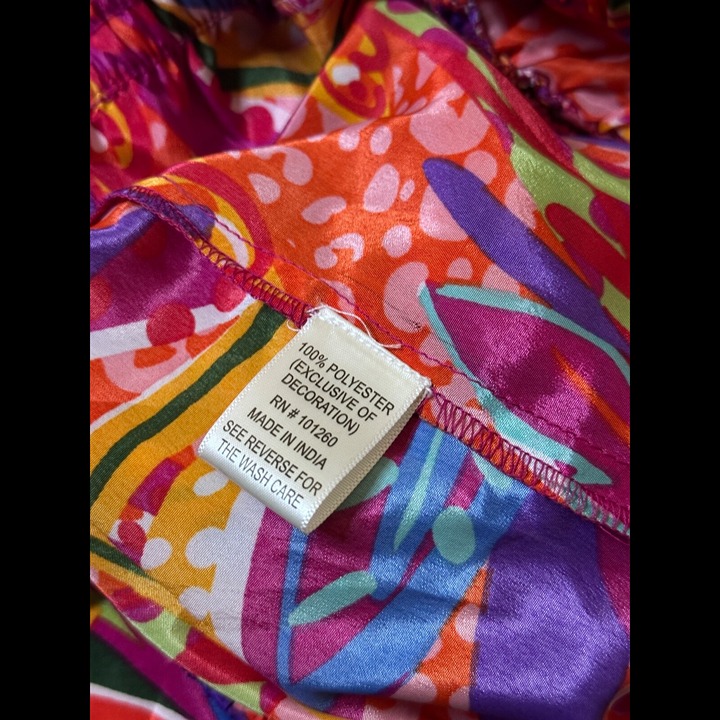 100% POLYESTER
(EXCLUSIVE OF
DECORATION)
RN # 101260
MADE IN INDIA
SEE REVERSE FOR
THE WASH CARE